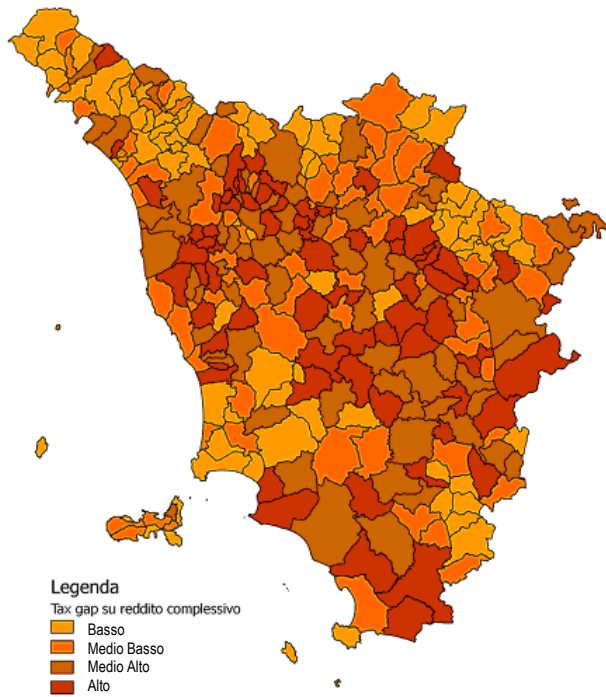 Legenda
Tax gap su reddito complessivo
Basso
Medio Basso
Medio Alto
Alto